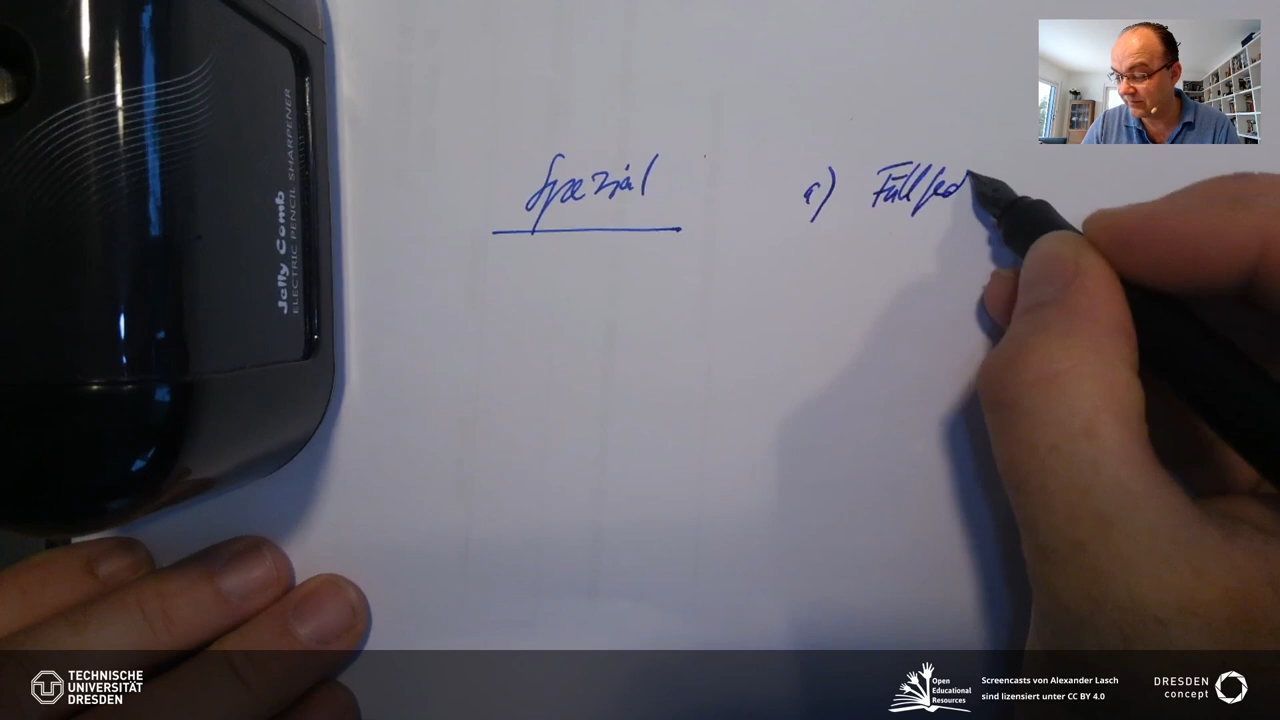 Jelly Comb
ELECTRIC PENCIL SHARPENER
Spezial
a) Füllfed
TECHNISCHE
UNIVERSITÄT
DRESDEN
Open
Educational
Resources
Screencasts von Alexander Lasch
sind lizensiert unter CC BY 4.0
DRESDEN
concept